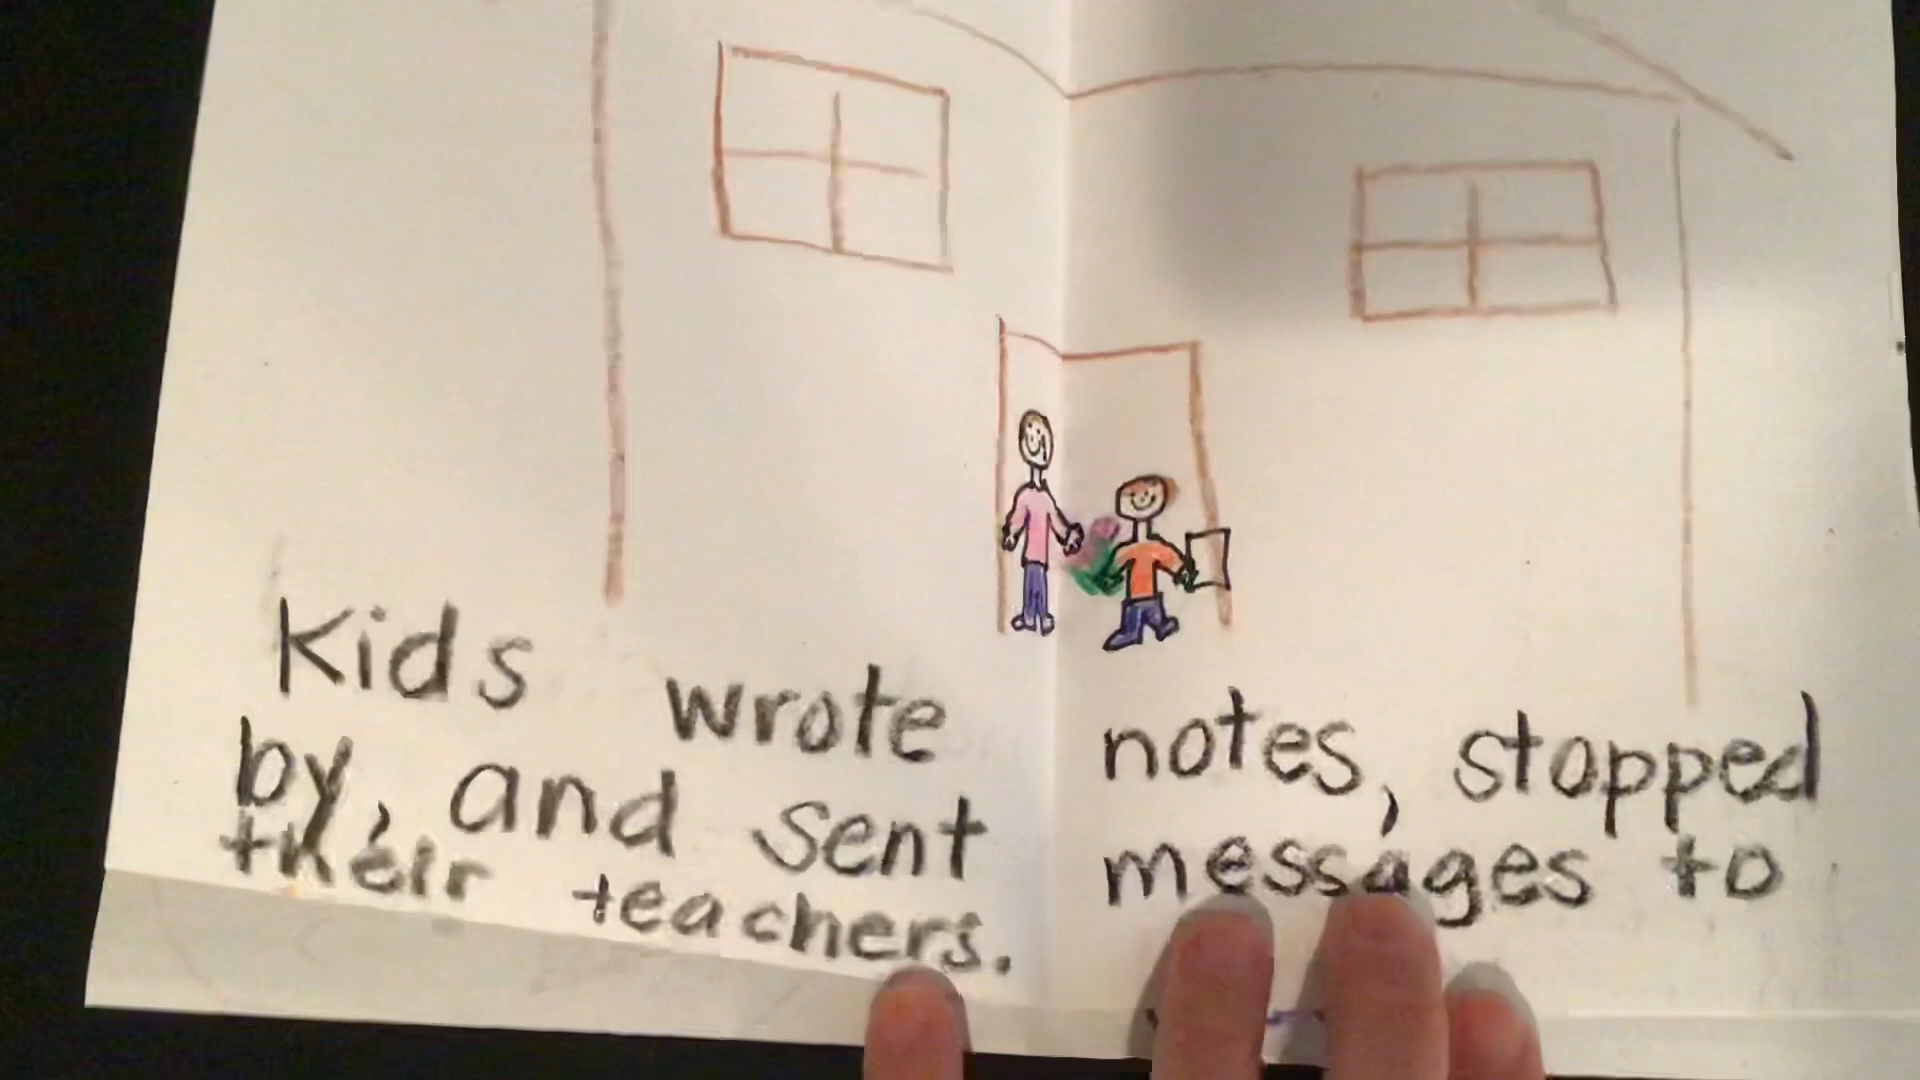 Kids wrote notes, stopped
by, and sent messages to
their teachers.